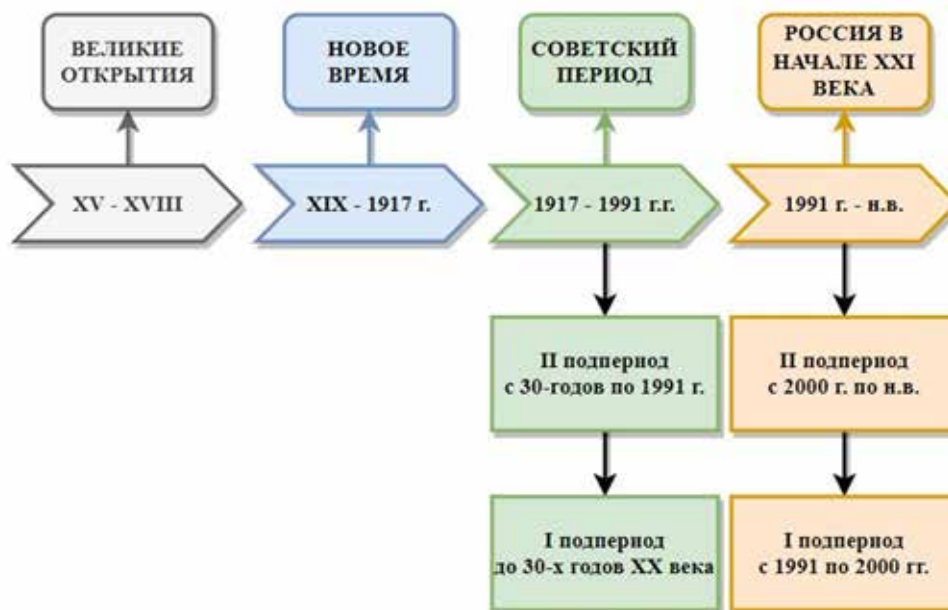 ВЕЛИКИЕ
ОТКРЫТИЯ
НОВОЕ
ВРЕМЯ
СОВЕТСКИЙ
ПЕРИОД
РОССИЯ В
НАЧАЛЕ XXI
ВЕКА
XV - XVIII
XIX - 1917 г.
1917 - 1991 г.г.
1991 г. - н.в.
II подпериод
с 30-годов по 1991 г.
II подпериод
с 2000 г. по н.в.
I подпериод
до 30-х годов XX века
I подпериод
с 1991 по 2000 гг.